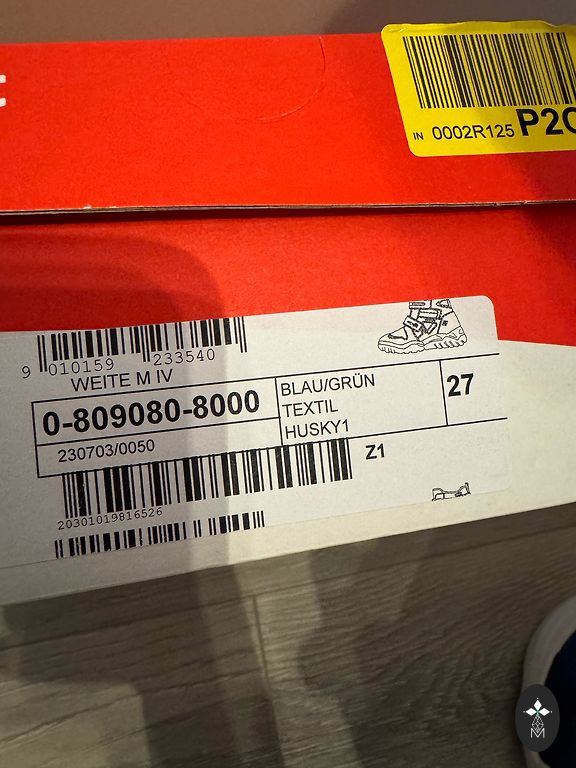 IN 0002R125 P2
9 010159 233540
WEITE M IV
0-809080-8000
230703/0050
BLAU/GRÜN
TEXTIL
HUSKY1
27
Z1
20301019816526